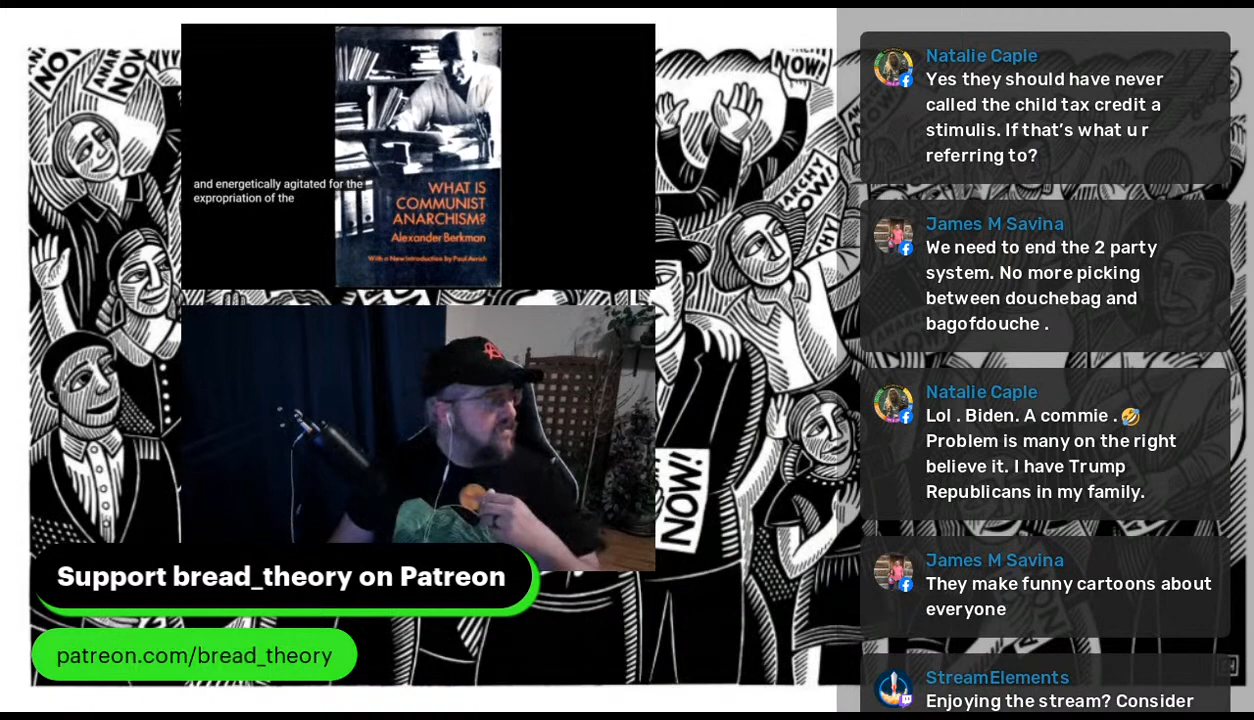 NOW
ANAR
NOW
and energetically agitated for the
expropriation of the
WHAT IS
COMMUNIST
ANARCHISM?
Alexander Berkman
With a New Introduction by Paul Avrich
NOW!
ANARCHY
NOW!
NOW!
Support bread_theory on Patreon
patreon.com/bread_theory
Natalie Caple
Yes they should have never
called the child tax credit a
stimulis. If that’s what u r
referring to?
James M Savina
We need to end the 2 party
system. No more picking
between douchebag and
bagofdouche .
Natalie Caple
Lol . Biden. A commie . 🤣
Problem is many on the right
believe it. I have Trump
Republicans in my family.
James M Savina
They make funny cartoons about
everyone
StreamElements
Enjoying the stream? Consider